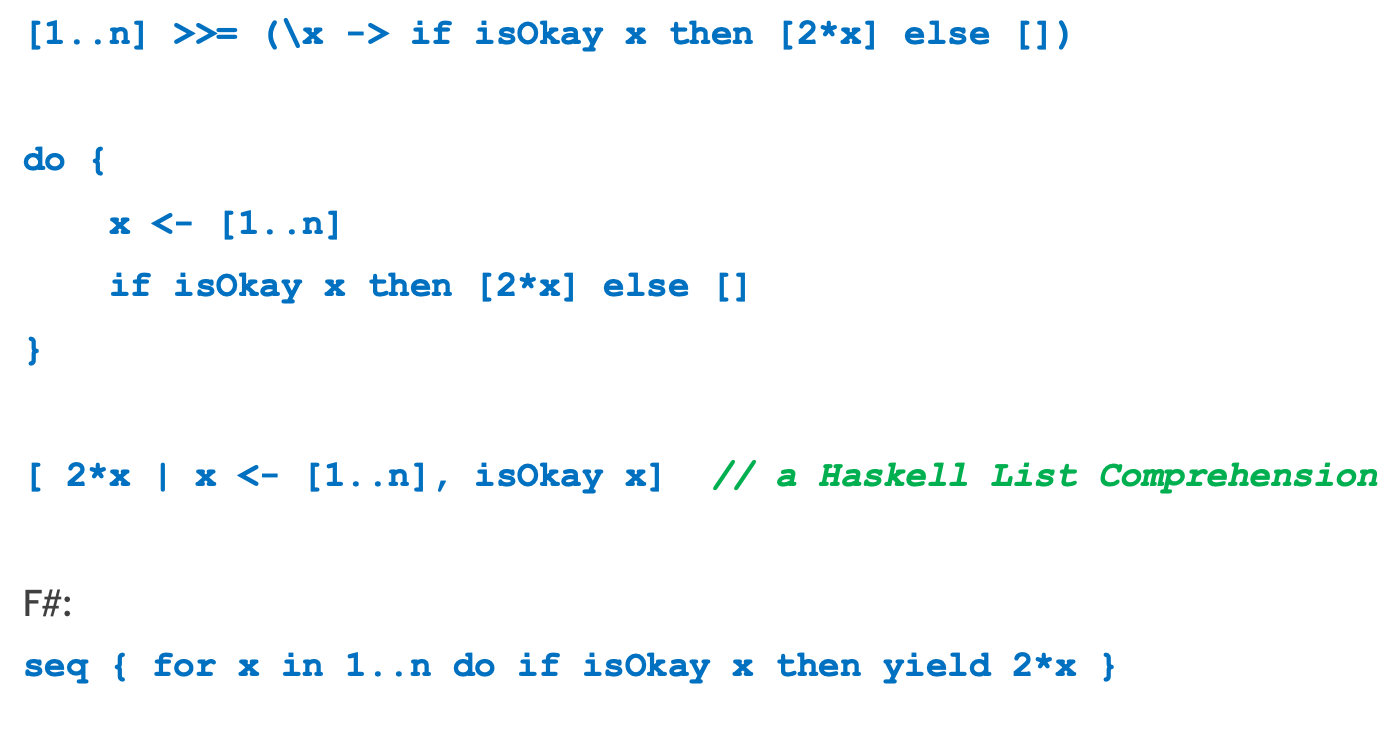 [1..n] >>= (\x -> if isOkay x then [2*x] else [])
do {
x <- [1..n]
if isOkay x then [2*x] else []
}
[ 2*x | x <- [1..n], isOkay x]  // a Haskell List Comprehension
F#:
seq { for x in 1..n do if isOkay x then yield 2*x }